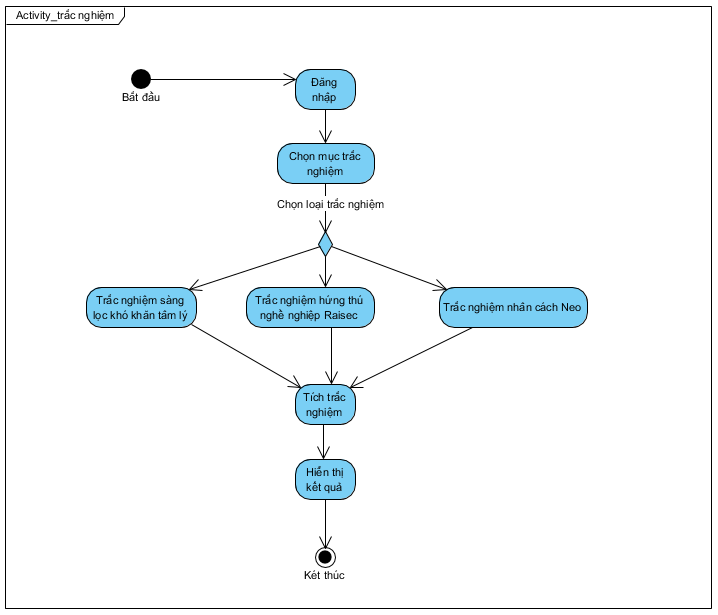 Activity_trắc nghiệm
Bắt đầu
Đăng
nhập
Chọn mục trắc
nghiệm
Chọn loại trắc nghiệm
Trắc nghiệm sàng
lọc khó khăn tâm lý
Trắc nghiệm hứng thú
nghề nghiệp Raisec
Trắc nghiệm nhân cách Neo
Tích trắc
nghiệm
Hiển thị
kết quả
Két thúc